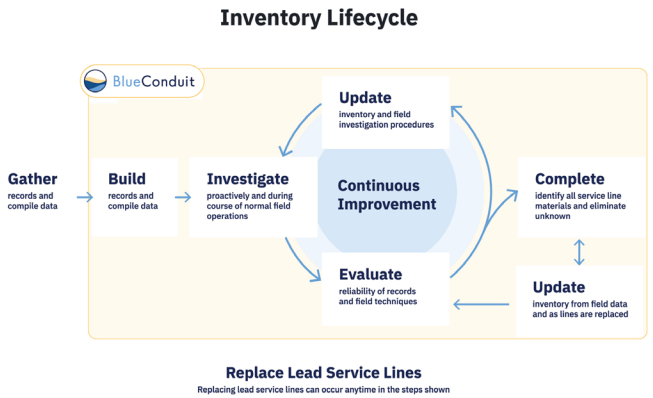 Inventory Lifecycle
BlueConduit
Update
inventory and field
investigation procedures
Gather
records and
compile data
Build
records and
compile data
Investigate
proactively and during
course of normal field
operations
Continuous
Improvement
Complete
identify all service line
materials and eliminate
unknown
Evaluate
reliability of records
and field techniques
Update
inventory from field data
and as lines are replaced
Replace Lead Service Lines
Replacing lead service lines can occur anytime in the steps shown